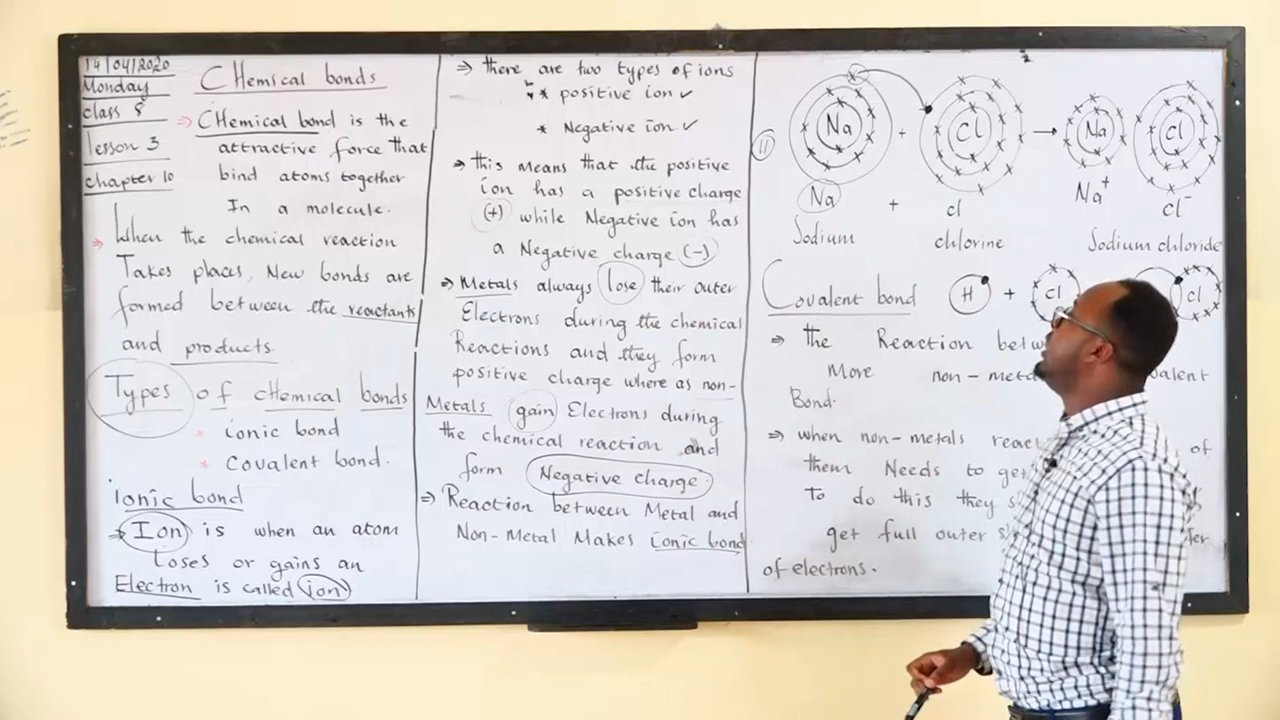 14/04/2020
Monday
class 8
lesson 3
chapter 10
CHemical bonds
⇒ CHemical bond is the
attractive force that
bind atoms together
In a molecule.
⇒ When the chemical reaction
Takes places, New bonds are
formed between the reactants
and products
Types of chemical bonds
* ionic bond
* Covalent bond.
ionic bond
⇒ Ion is when an atom
Loses or gains an
Electron is called ion
⇒ there are two types of ions
* positive ion ✓
* Negative ion ✓
⇒ this means that the positive
ion has a positive charge
(+) while Negative ion has
a Negative charge (-)
⇒ Metals always lose their outer
Electrons during the chemical
Reactions and they form
positive charge where as non-
Metals gain Electrons during
the chemical reaction and
form Negative charge.
⇒ Reaction between Metal and
Non-Metal Makes ionic bond
11
Na + Cl → Na Cl
Na + cl Na⁺ Cl⁻
Sodium chlorine Sodium chloride
Covalent bond H + Cl Cl
⇒ the Reaction
More non-
Bond.
⇒ when non-metals of
them Needs to
To do this they
get full outer
of electrons.